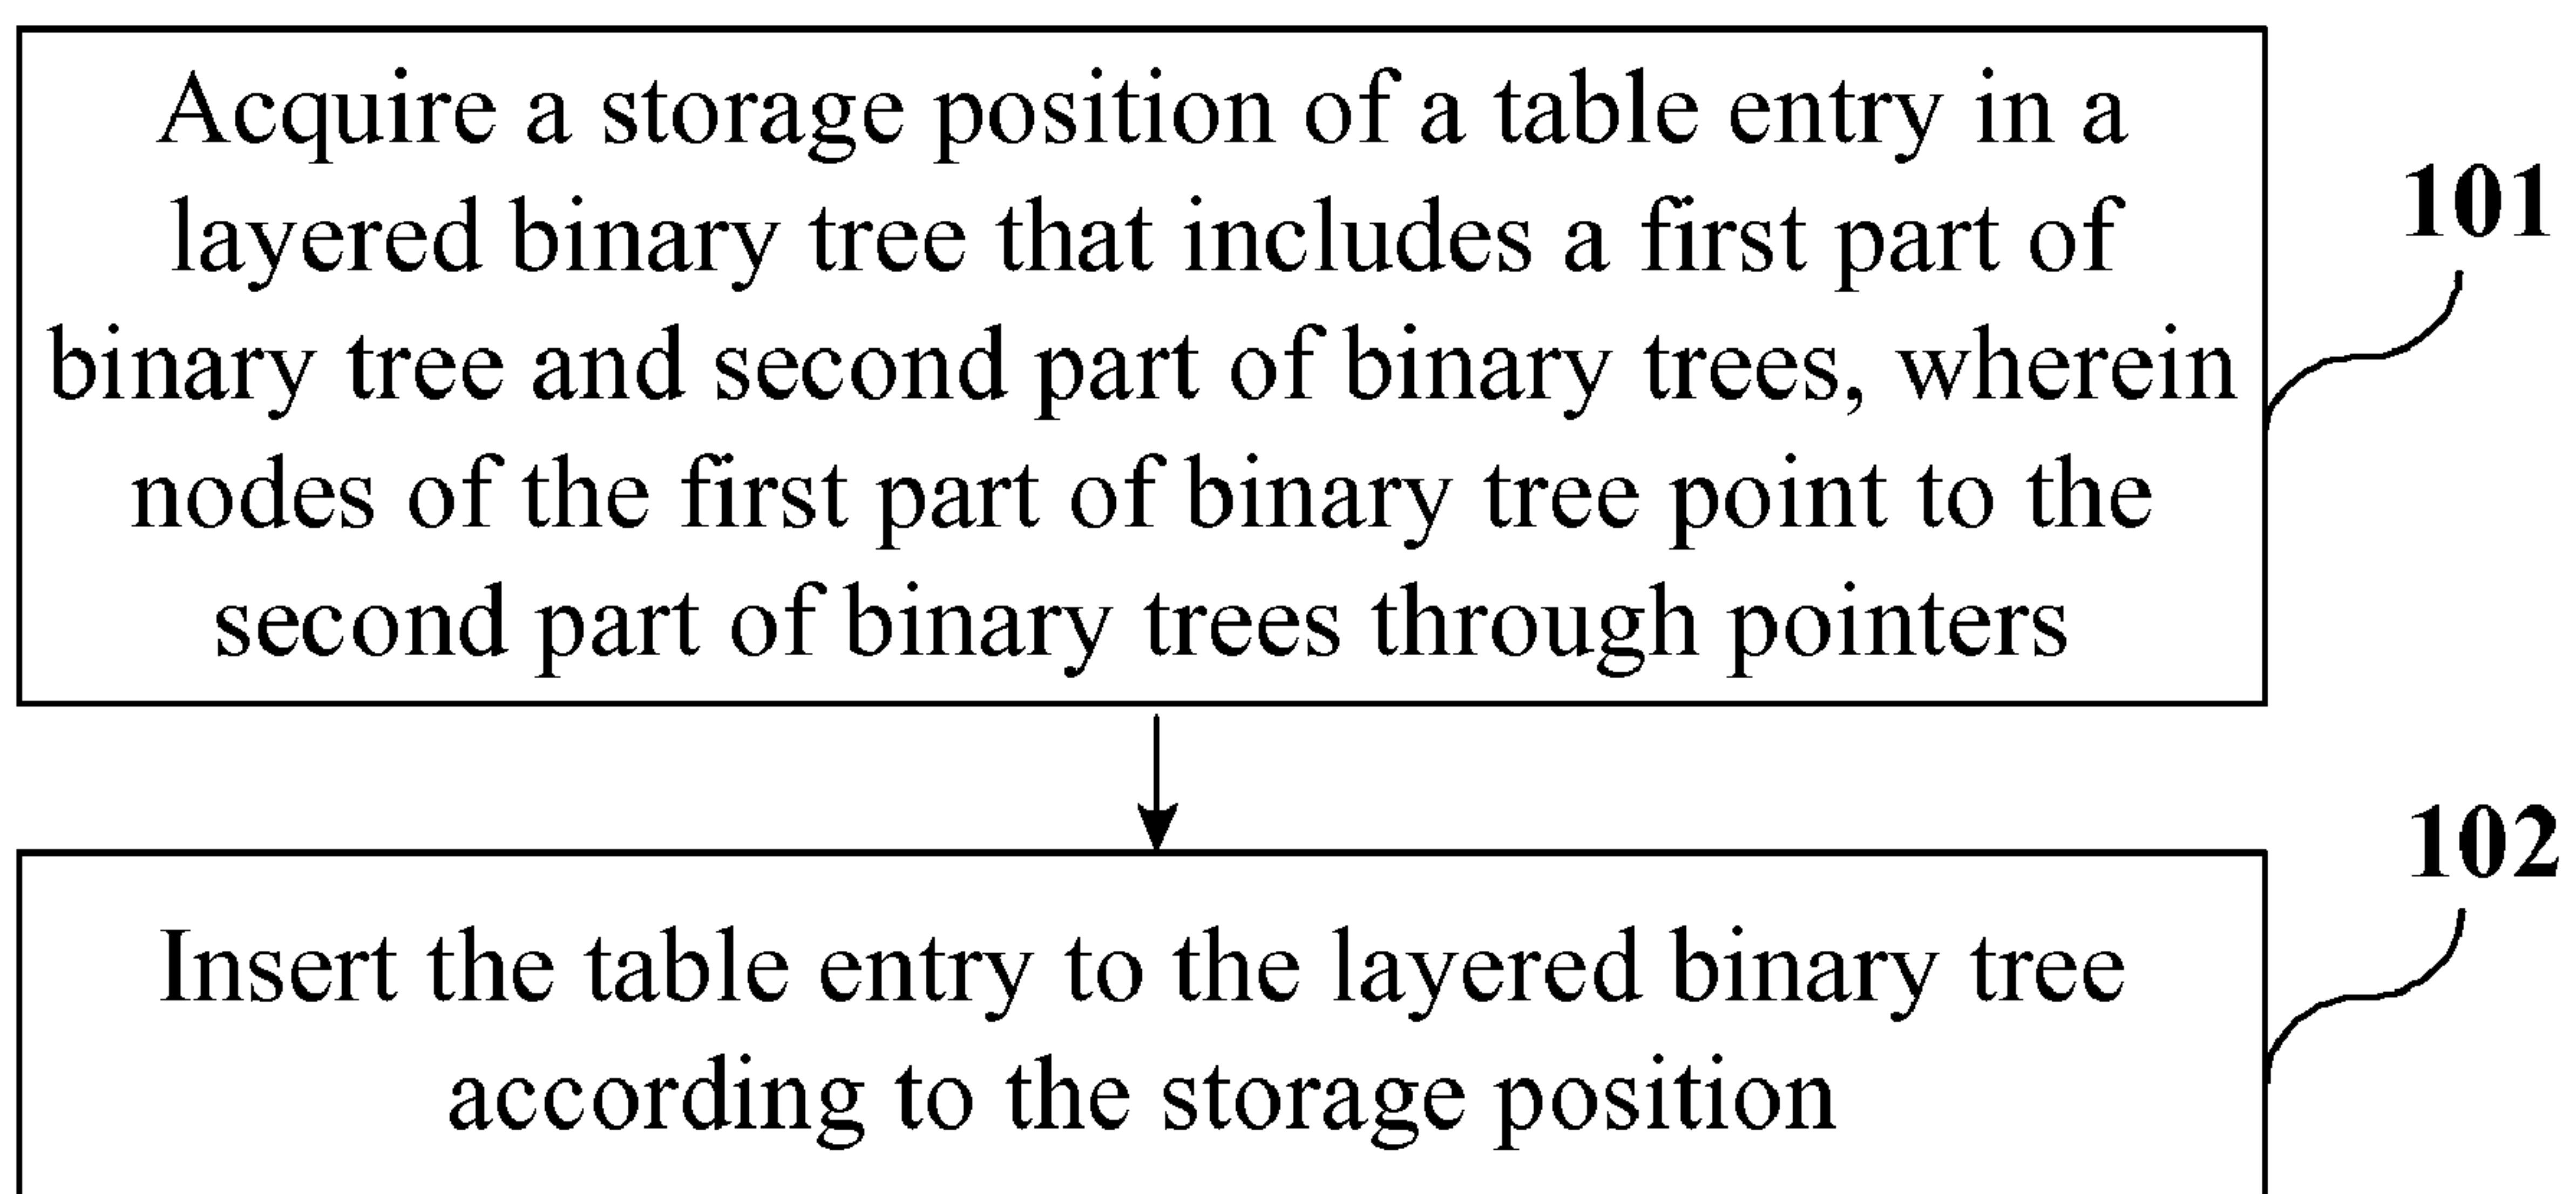 Acquire a storage position of a table entry in a
layered binary tree that includes a first part of
binary tree and second part of binary trees, wherein
nodes of the first part of binary tree point to the
second part of binary trees through pointers
101
102
Insert the table entry to the layered binary tree
according to the storage position